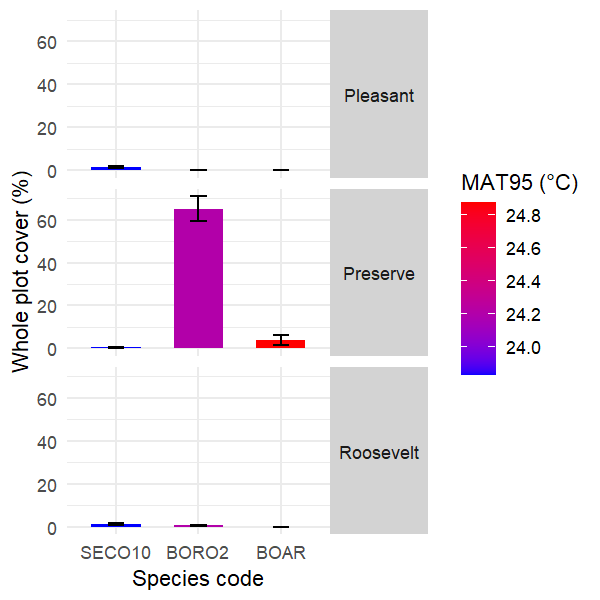 Whole plot cover (%)
60
40
20
0
Pleasant
60
40
20
0
Preserve
60
40
20
0
Roosevelt
SECO10 BORO2 BOAR
Species code
MAT95 (°C)
24.8
24.6
24.4
24.2
24.0